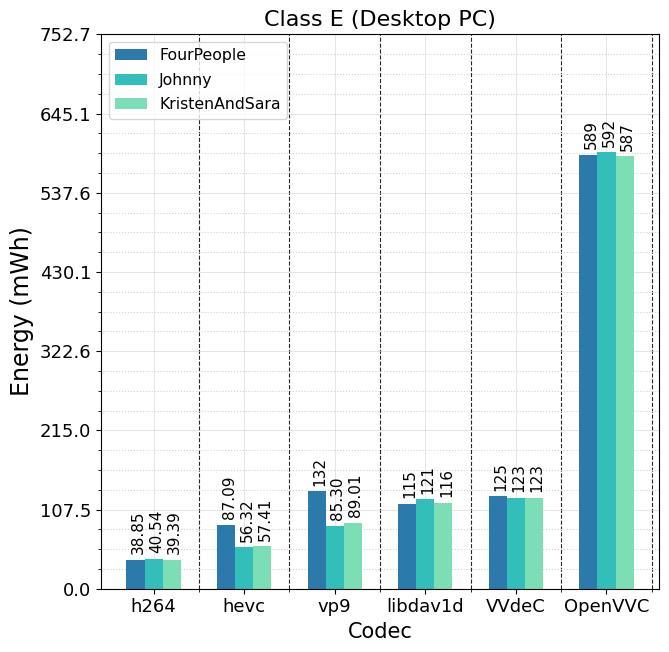 Class E (Desktop PC)
752.7
645.1
537.6
430.1
322.6
215.0
107.5
0.0
Energy (mWh)
FourPeople
Johnny
KristenAndSara
38.85
40.54
39.39
87.09
56.32
57.41
132
85.30
89.01
115
121
116
125
123
123
589
592
587
h264
hevc
vp9
libdav1d
VVdeC
OpenVVC
Codec